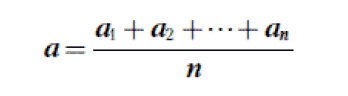 a = (a₁ + a₂ + ⋯ + aₙ) / n